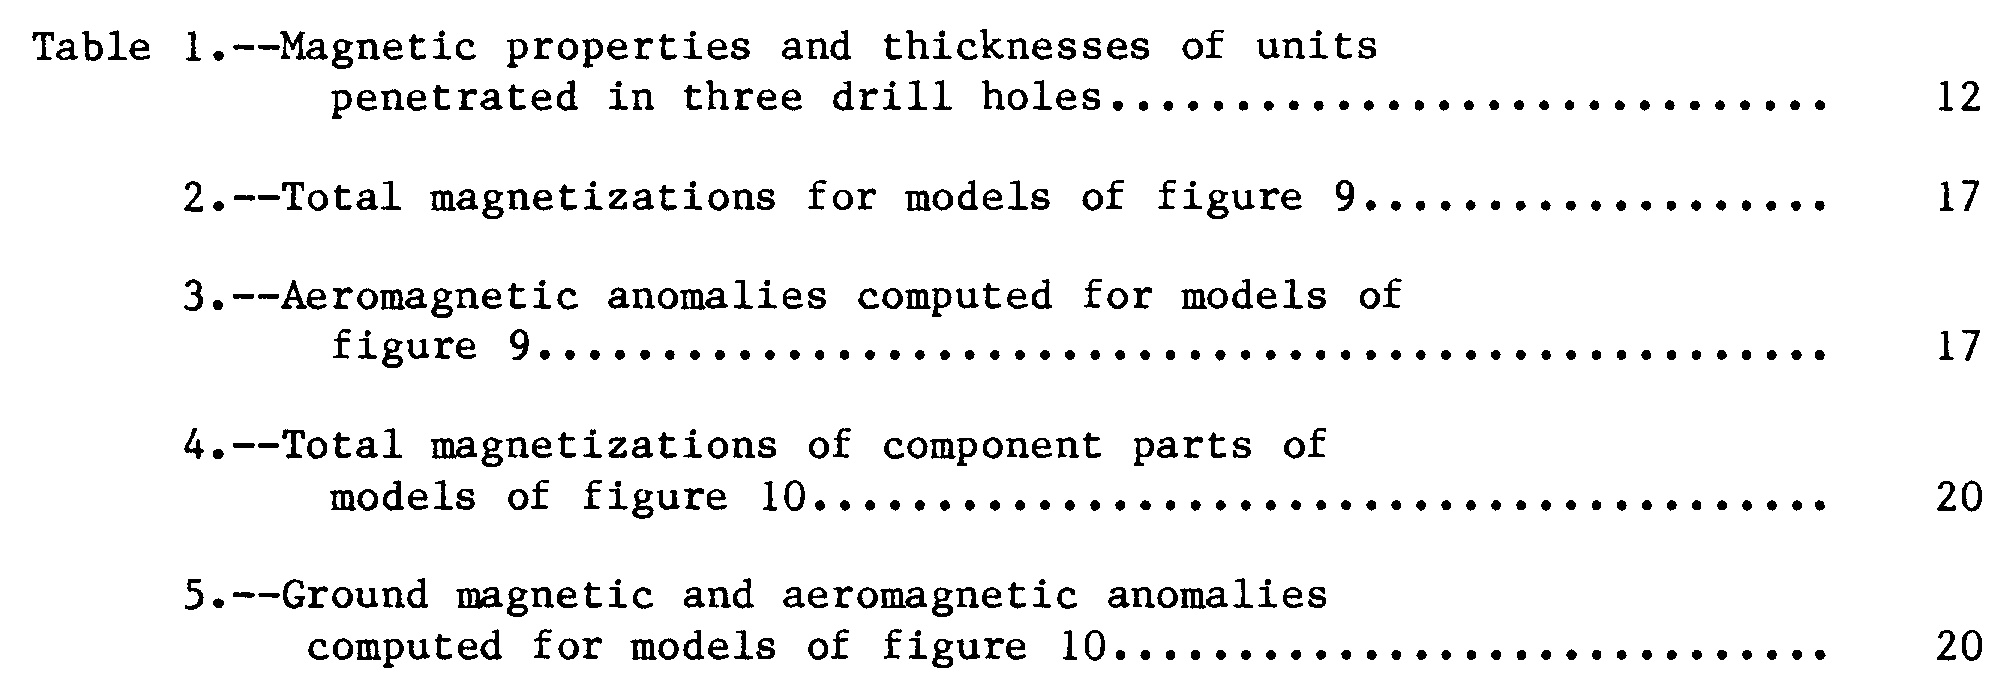 Table 1.--Magnetic properties and thicknesses of units
penetrated in three drill holes............................. 12
2.--Total magnetizations for models of figure 9................... 17
3.--Aeromagnetic anomalies computed for models of
figure 9.................................................... 17
4.--Total magnetizations of component parts of
models of figure 10......................................... 20
5.--Ground magnetic and aeromagnetic anomalies
computed for models of figure 10............................. 20